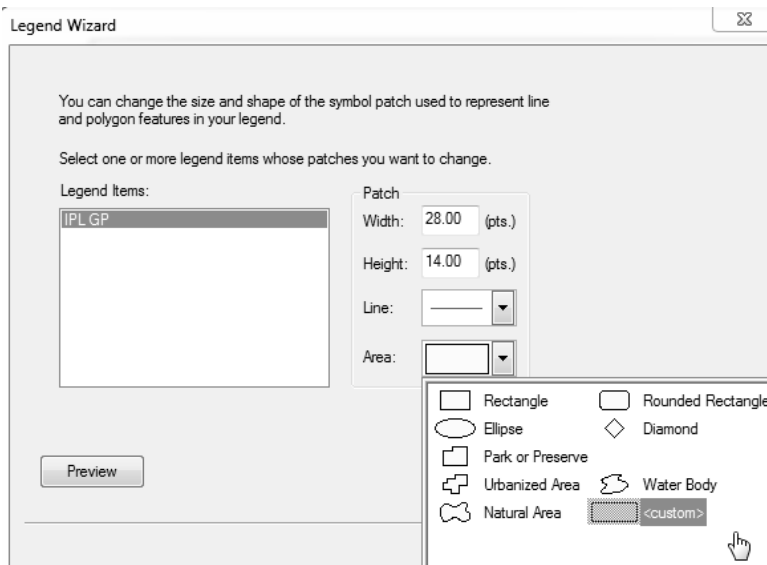 Legend Wizard
You can change the size and shape of the symbol patch used to represent line
and polygon features in your legend.
Select one or more legend items whose patches you want to change.
Legend Items:
IPL GP
Patch
Width: 28.00 (pts.)
Height: 14.00 (pts.)
Line:
Area:
Rectangle Rounded Rectangle
Ellipse Diamond
Park or Preserve
Urbanized Area Water Body
Natural Area <custom>
Preview